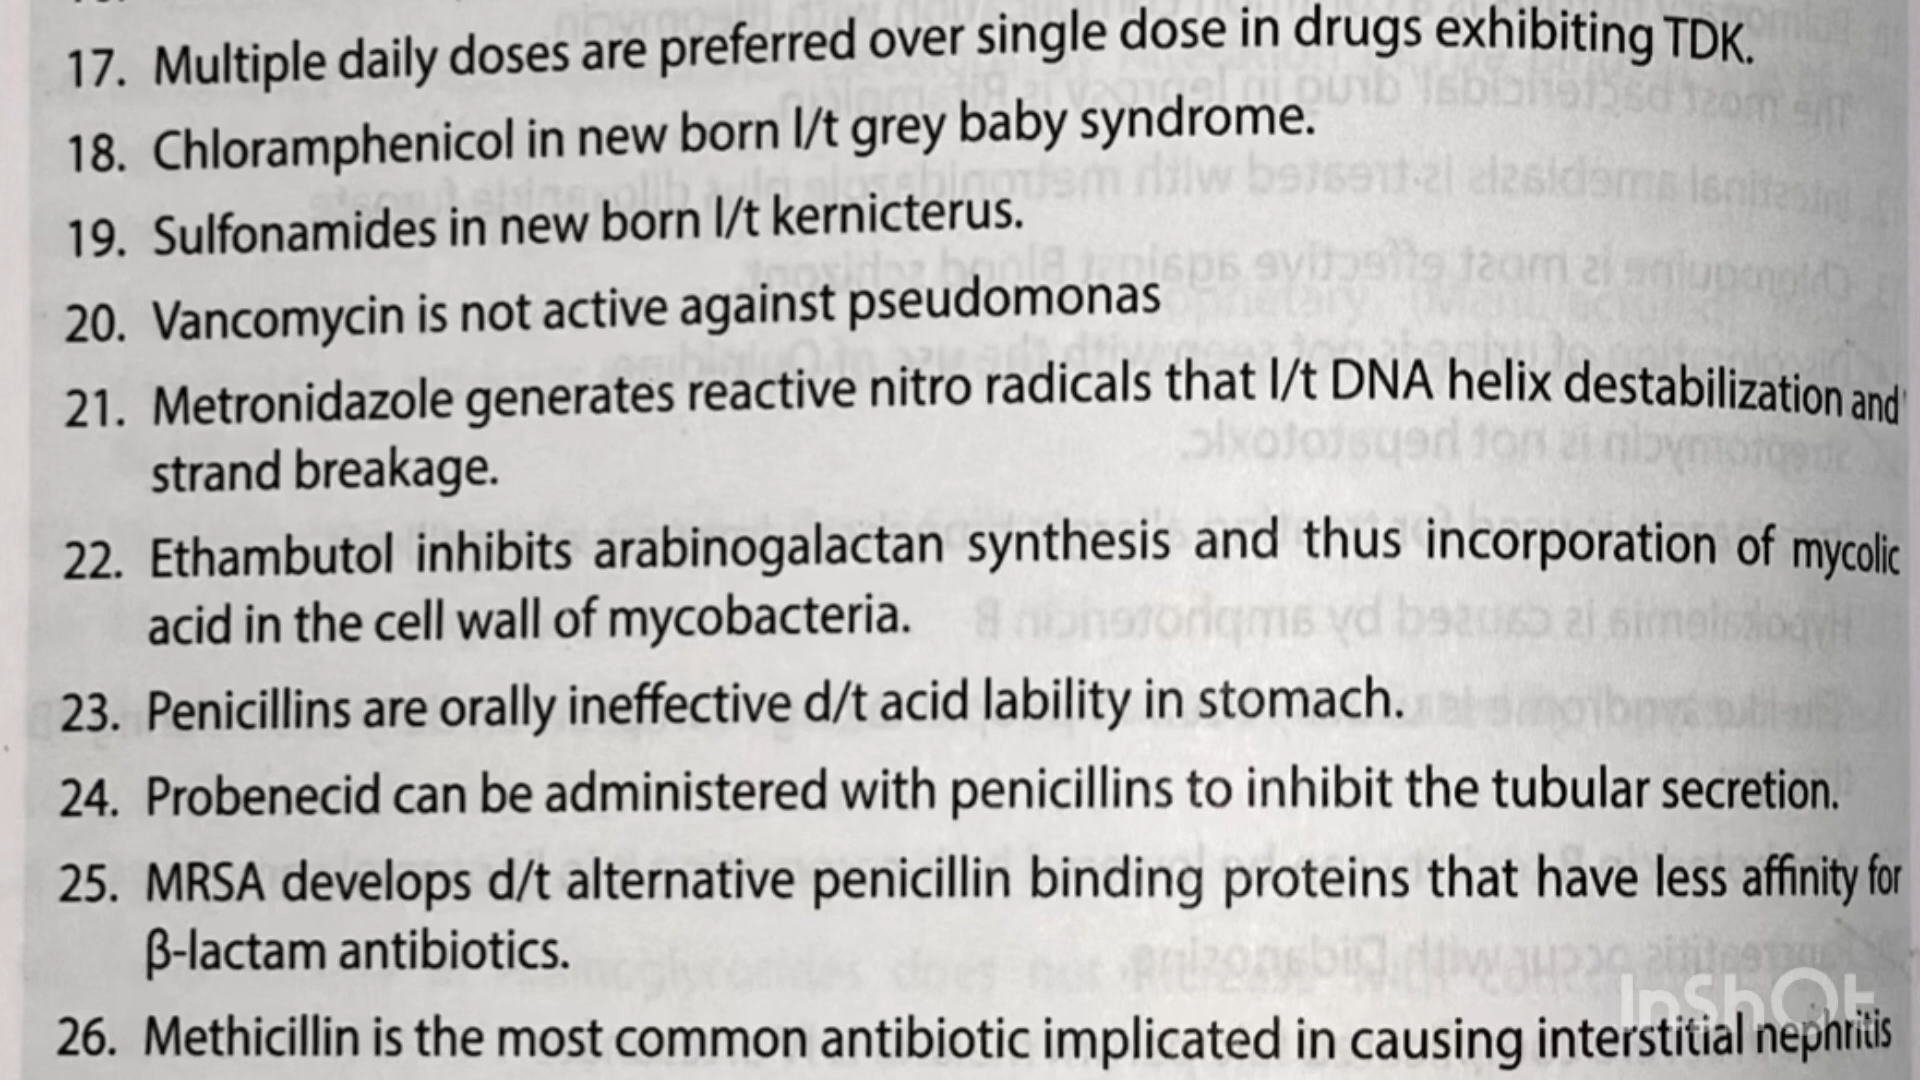 17. Multiple daily doses are preferred over single dose in drugs exhibiting TDK.
18. Chloramphenicol in new born l/t grey baby syndrome.
19. Sulfonamides in new born l/t kernicterus.
20. Vancomycin is not active against pseudomonas
21. Metronidazole generates reactive nitro radicals that l/t DNA helix destabilization and
strand breakage.
22. Ethambutol inhibits arabinogalactan synthesis and thus incorporation of mycolic
acid in the cell wall of mycobacteria.
23. Penicillins are orally ineffective d/t acid lability in stomach.
24. Probenecid can be administered with penicillins to inhibit the tubular secretion.
25. MRSA develops d/t alternative penicillin binding proteins that have less affinity for
β-lactam antibiotics.
InShOt
26. Methicillin is the most common antibiotic implicated in causing interstitial nephritis